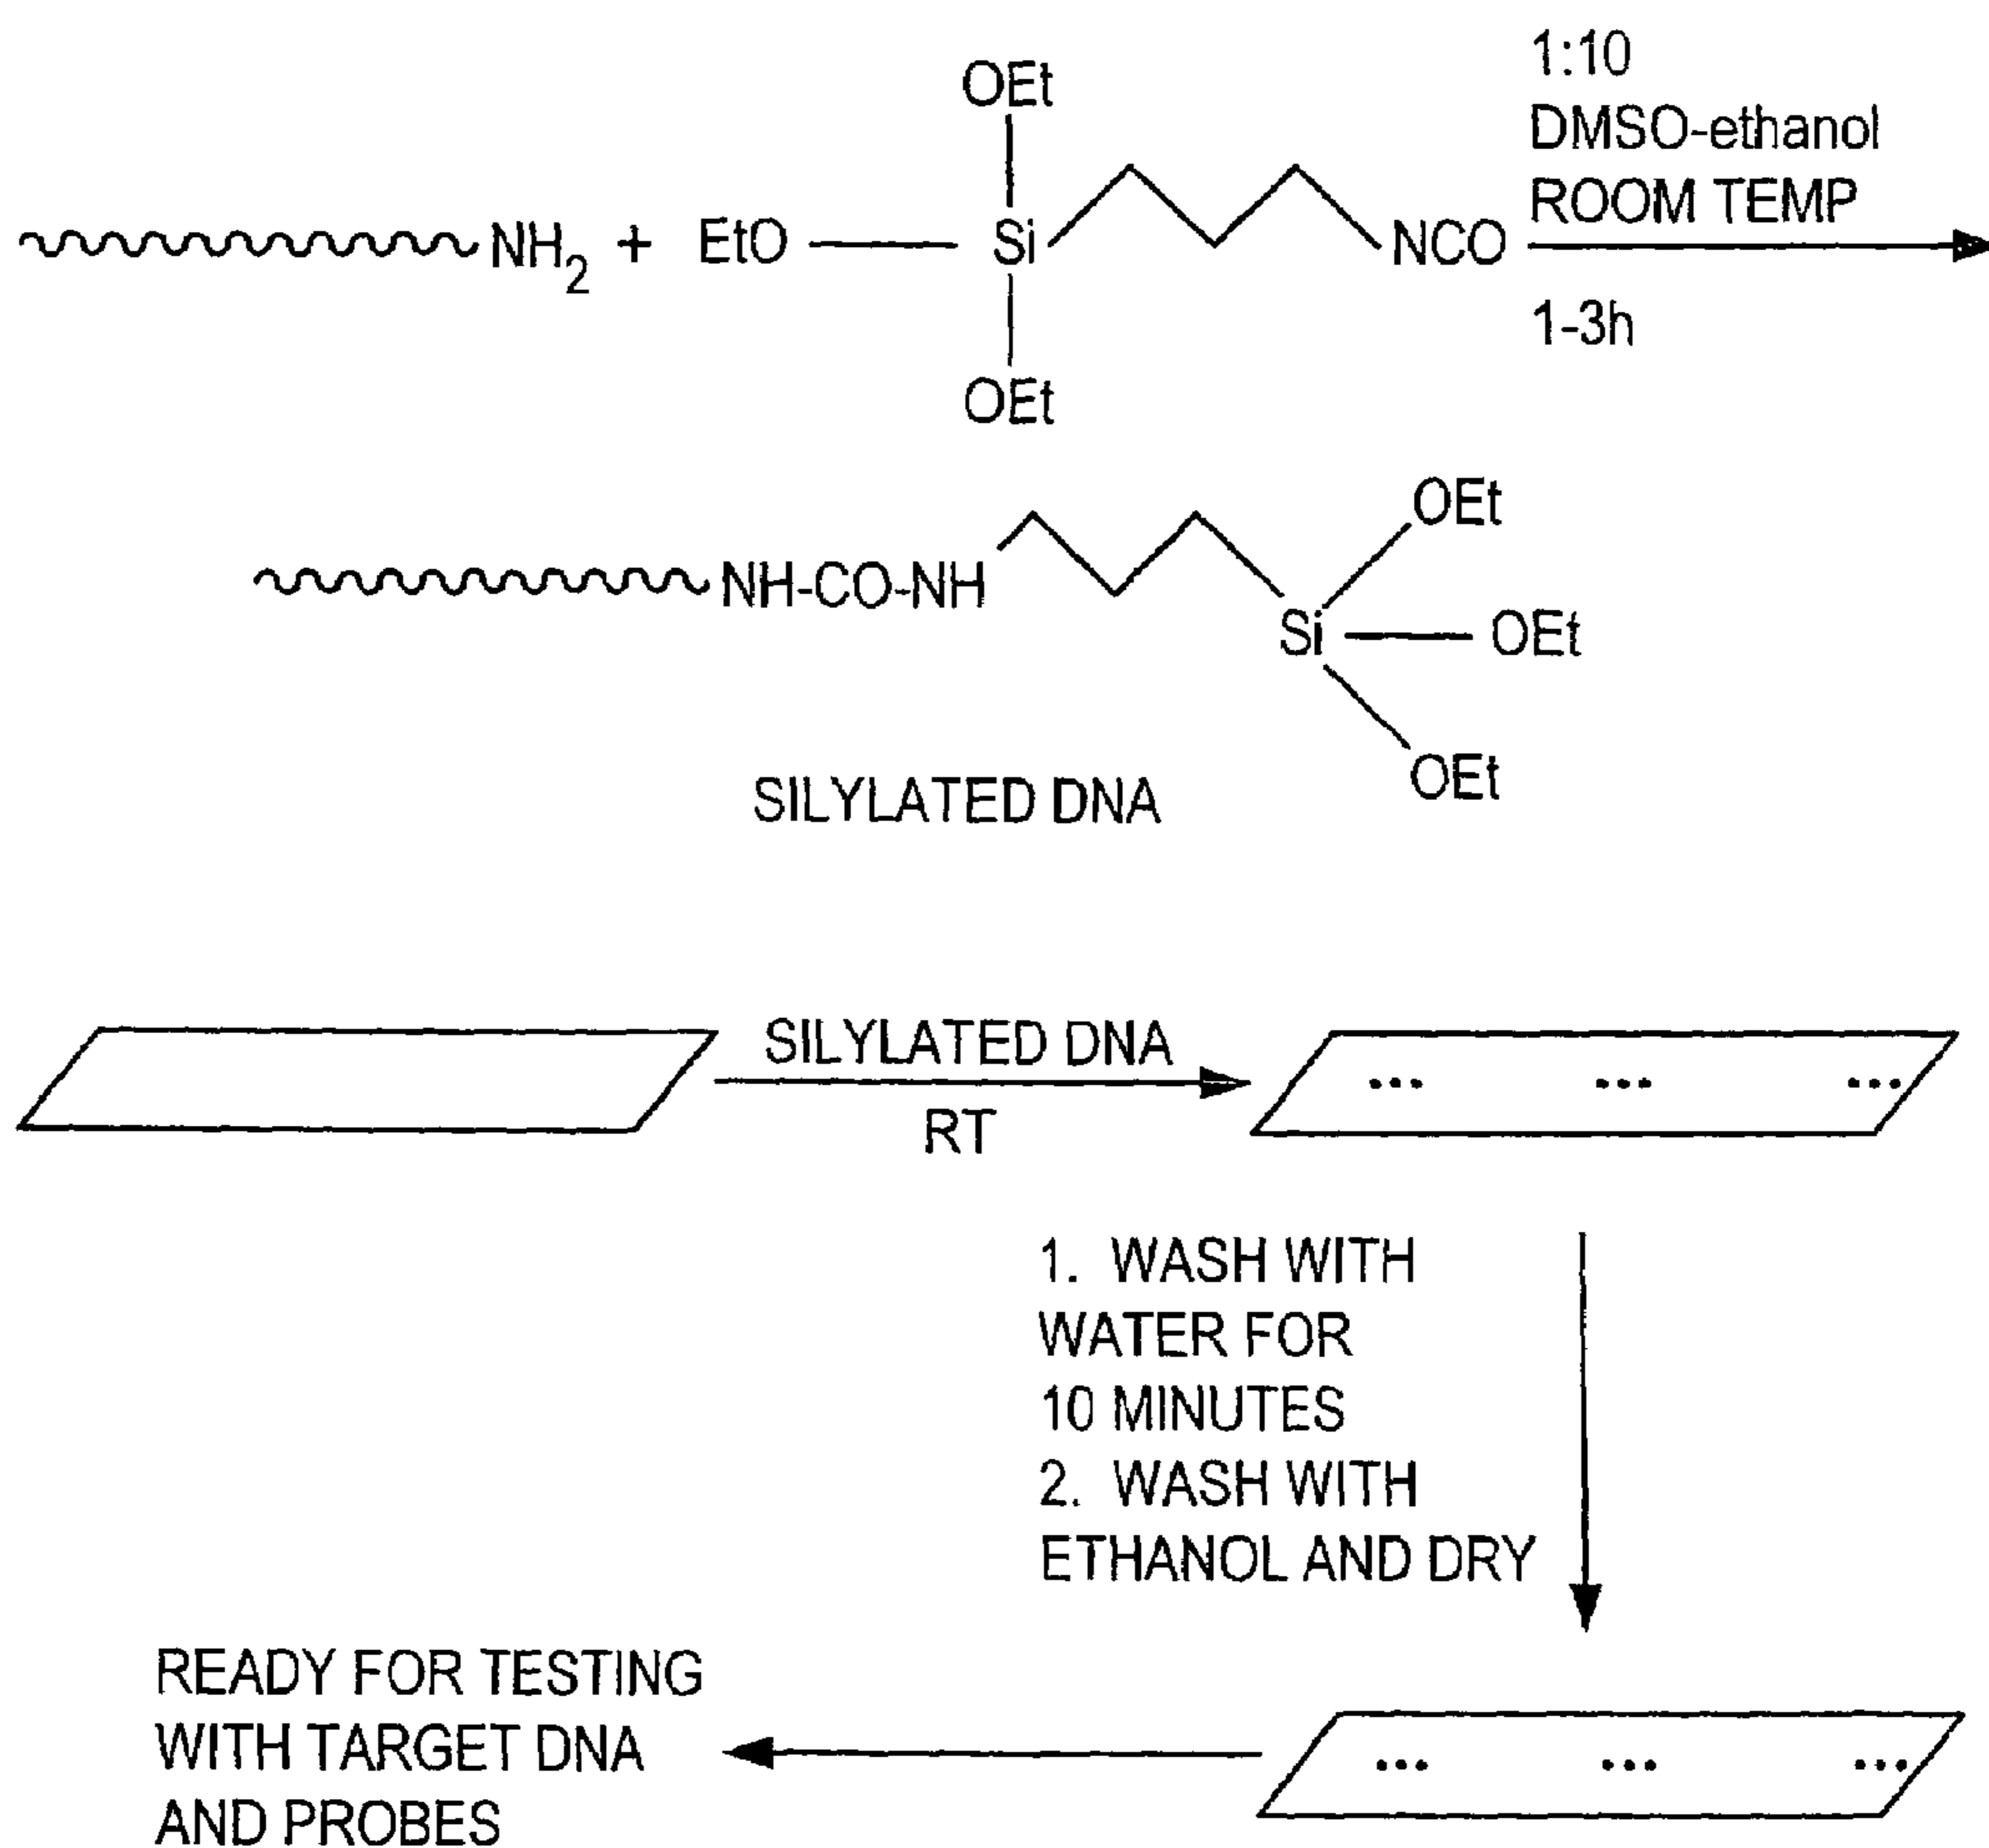 1:10
DMSO-ethanol
ROOM TEMP
1-3h
OEt
NH2 + EtO Si NCO
OEt
NH-CO-NH
OEt
Si OEt
OEt
SILYLATED DNA
SILYLATED DNA
RT
1. WASH WITH
WATER FOR
10 MINUTES
2. WASH WITH
ETHANOL AND DRY
READY FOR TESTING
WITH TARGET DNA
AND PROBES